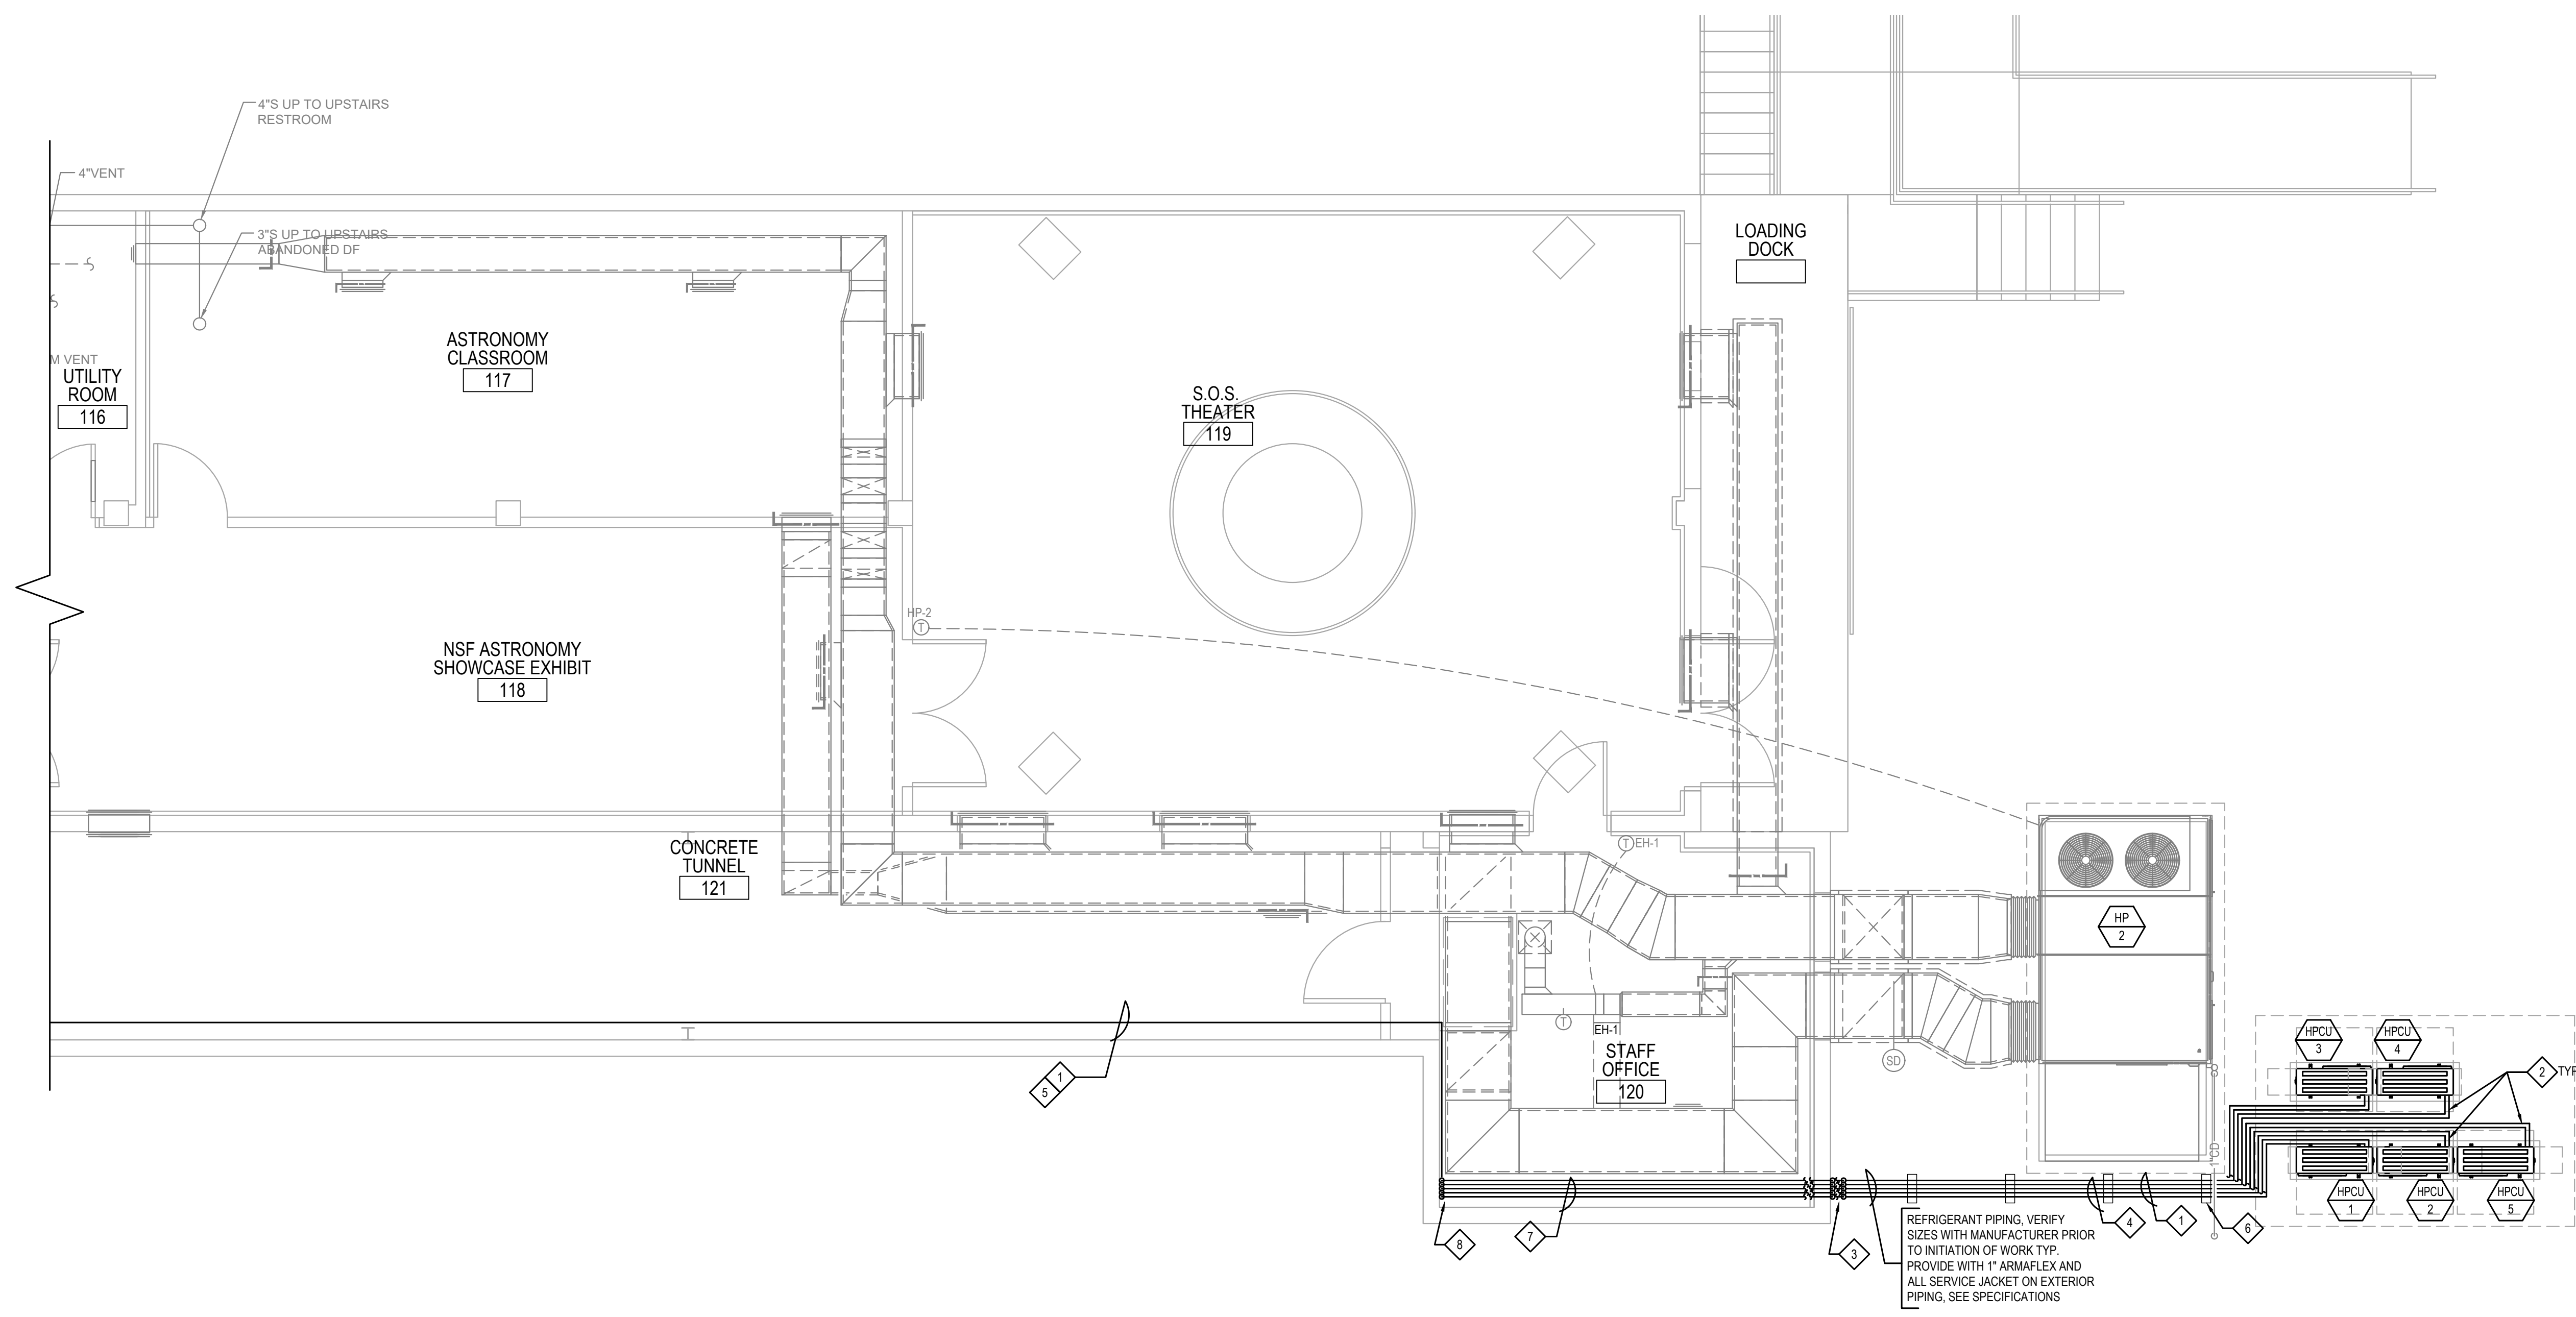 4"S UP TO UPSTAIRS
RESTROOM
4"VENT
3"S UP TO UPSTAIRS
ABANDONED DF
M VENT
UTILITY
ROOM
116
ASTRONOMY
CLASSROOM
117
S.O.S.
THEATER
119
LOADING
DOCK
HP-2
T
NSF ASTRONOMY
SHOWCASE EXHIBIT
118
CONCRETE
TUNNEL
121
T EH-1
HP
2
T
EH-1
STAFF
OFFICE
120
SD
HPCU
3
HPCU
4
2 TYP
1
5
1"CD
HPCU
1
HPCU
2
HPCU
5
8
7
3
4
1
6
REFRIGERANT PIPING, VERIFY
SIZES WITH MANUFACTURER PRIOR
TO INITIATION OF WORK TYP.
PROVIDE WITH 1" ARMAFLEX AND
ALL SERVICE JACKET ON EXTERIOR
PIPING, SEE SPECIFICATIONS